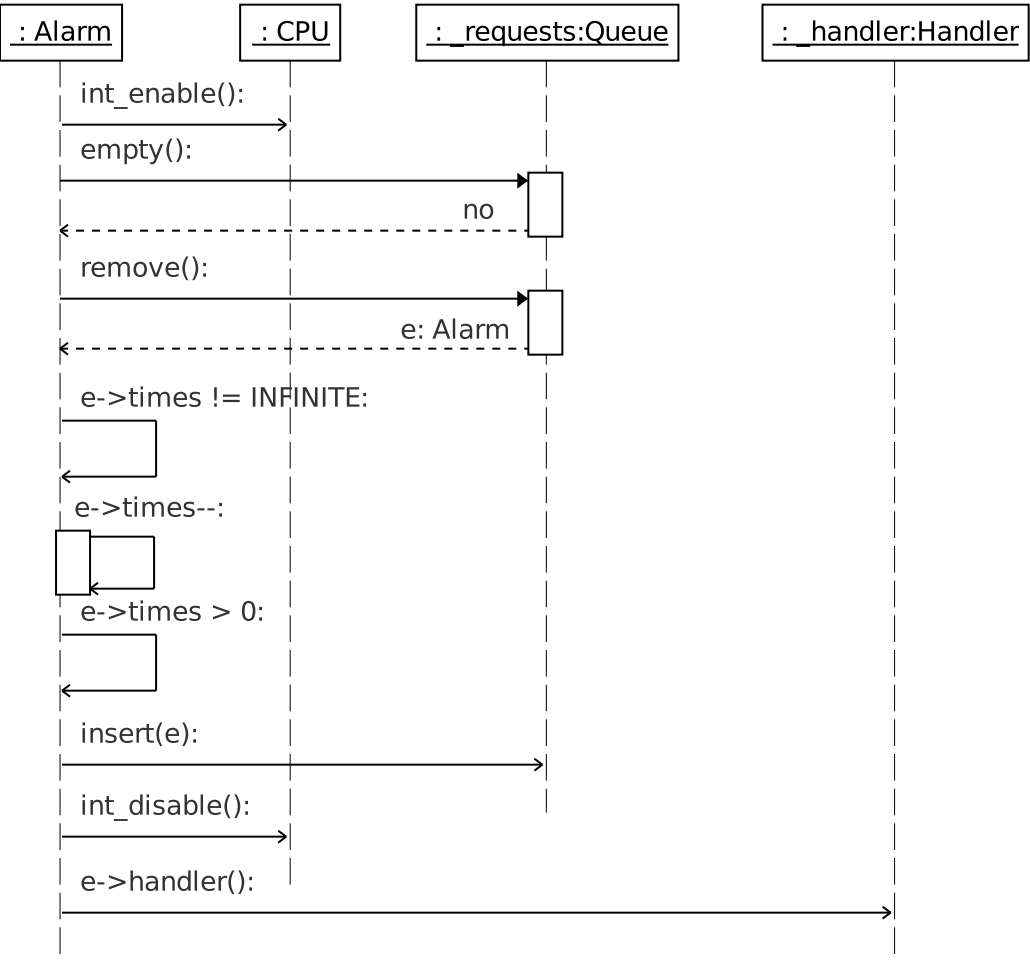 : Alarm
: CPU
: _requests:Queue
: _handler:Handler
int_enable():
empty():
no
remove():
e: Alarm
e->times != INFINITE:
e->times--:
e->times > 0:
insert(e):
int_disable():
e->handler():